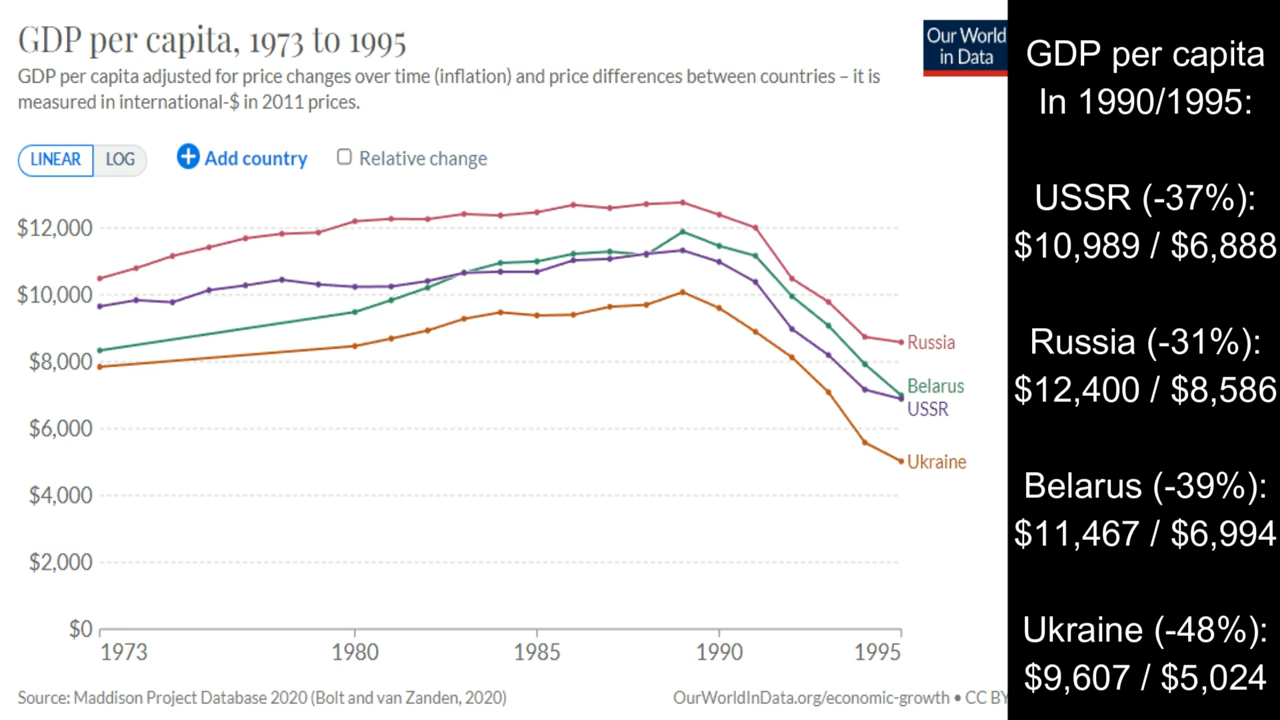 GDP per capita, 1973 to 1995
GDP per capita adjusted for price changes over time (inflation) and price differences between countries – it is
measured in international-$ in 2011 prices.
Our World
in Data
LINEAR LOG Add country Relative change
$12,000
$10,000
$8,000
$6,000
$4,000
$2,000
$0
Russia
Belarus
USSR
Ukraine
1973 1980 1985 1990 1995
Source: Maddison Project Database 2020 (Bolt and van Zanden, 2020)
OurWorldInData.org/economic-growth • CC BY
GDP per capita
In 1990/1995:
USSR (-37%):
$10,989 / $6,888
Russia (-31%):
$12,400 / $8,586
Belarus (-39%):
$11,467 / $6,994
Ukraine (-48%):
$9,607 / $5,024